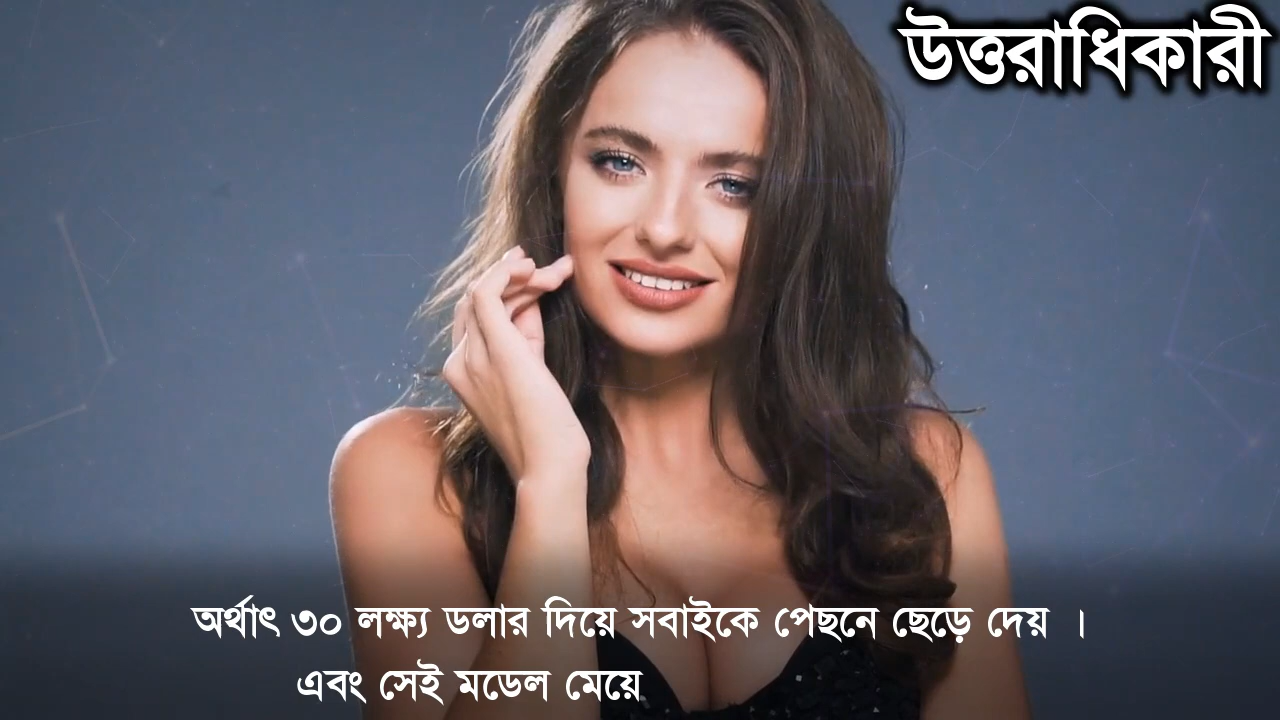 উত্তরাধিকারী
অর্থাৎ ৩০ লক্ষ্য ডলার দিয়ে সবাইকে পেছনে ছেড়ে দেয় ।
এবং সেই মডেল মেয়ে